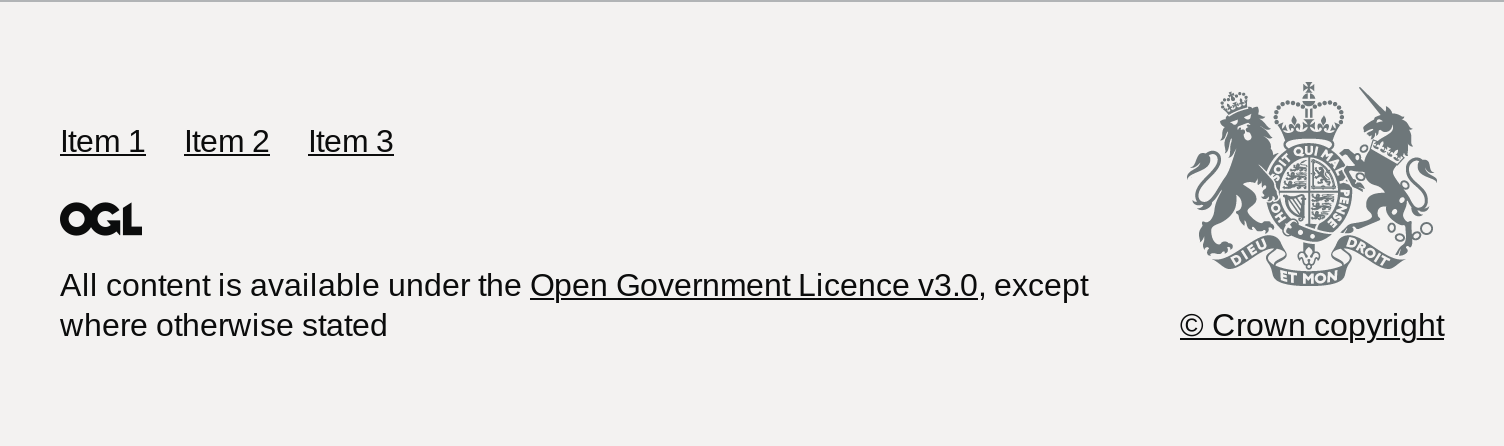 Item 1 Item 2 Item 3
OGL
All content is available under the Open Government Licence v3.0, except
where otherwise stated
SOIT QUI MAL Y PENSE
HON
DIEU ET MON DROIT
© Crown copyright